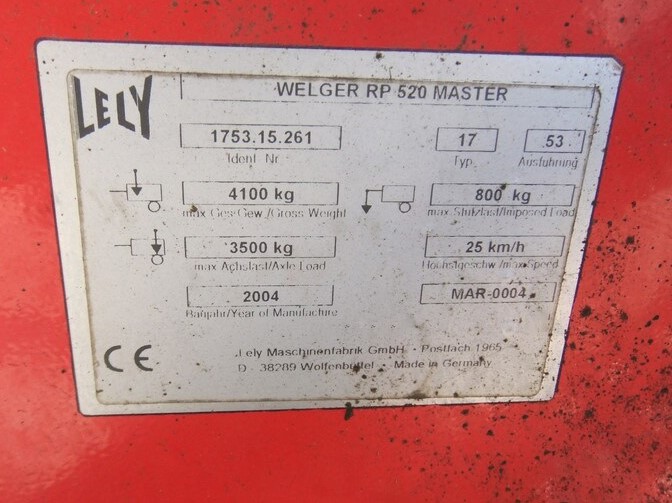 LELY
WELGER RP 520 MASTER
1753.15.261 17 53
Ident. Nr. Typ. Ausführung
4100 kg 800 kg
max Ges.Gew./Gross Weight max. Stützlast/Imposed Load
3500 kg 25 km/h
max Achslast/Axle Load Höchstgeschw./max.Speed
2004 MAR-0004
Baujahr/Year of Manufacture
CE
Lely Maschinenfabrik GmbH - Postfach 1965
D - 38289 Wolfenbüttel - Made in Germany